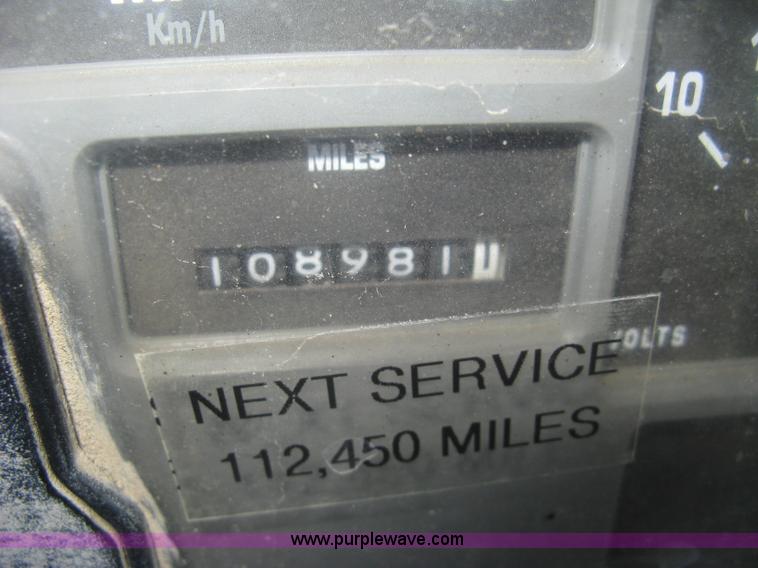 Km/h
10
MILES
108981
VOLTS
NEXT SERVICE
112,450 MILES
www.purplewave.com